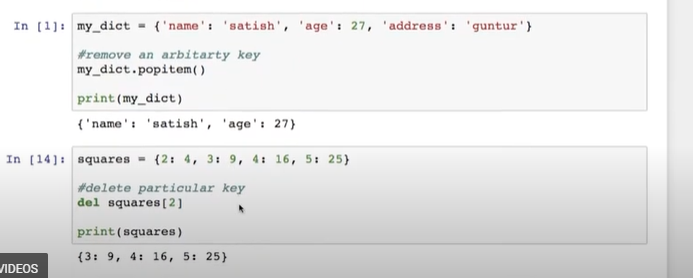 In [1]: my_dict = {'name': 'satish', 'age': 27, 'address': 'guntur'}
#remove an arbitarty key
my_dict.popitem()
print(my_dict)
{'name': 'satish', 'age': 27}
In [14]: squares = {2: 4, 3: 9, 4: 16, 5: 25}
#delete particular key
del squares[2]
print(squares)
{3: 9, 4: 16, 5: 25}
VIDEOS